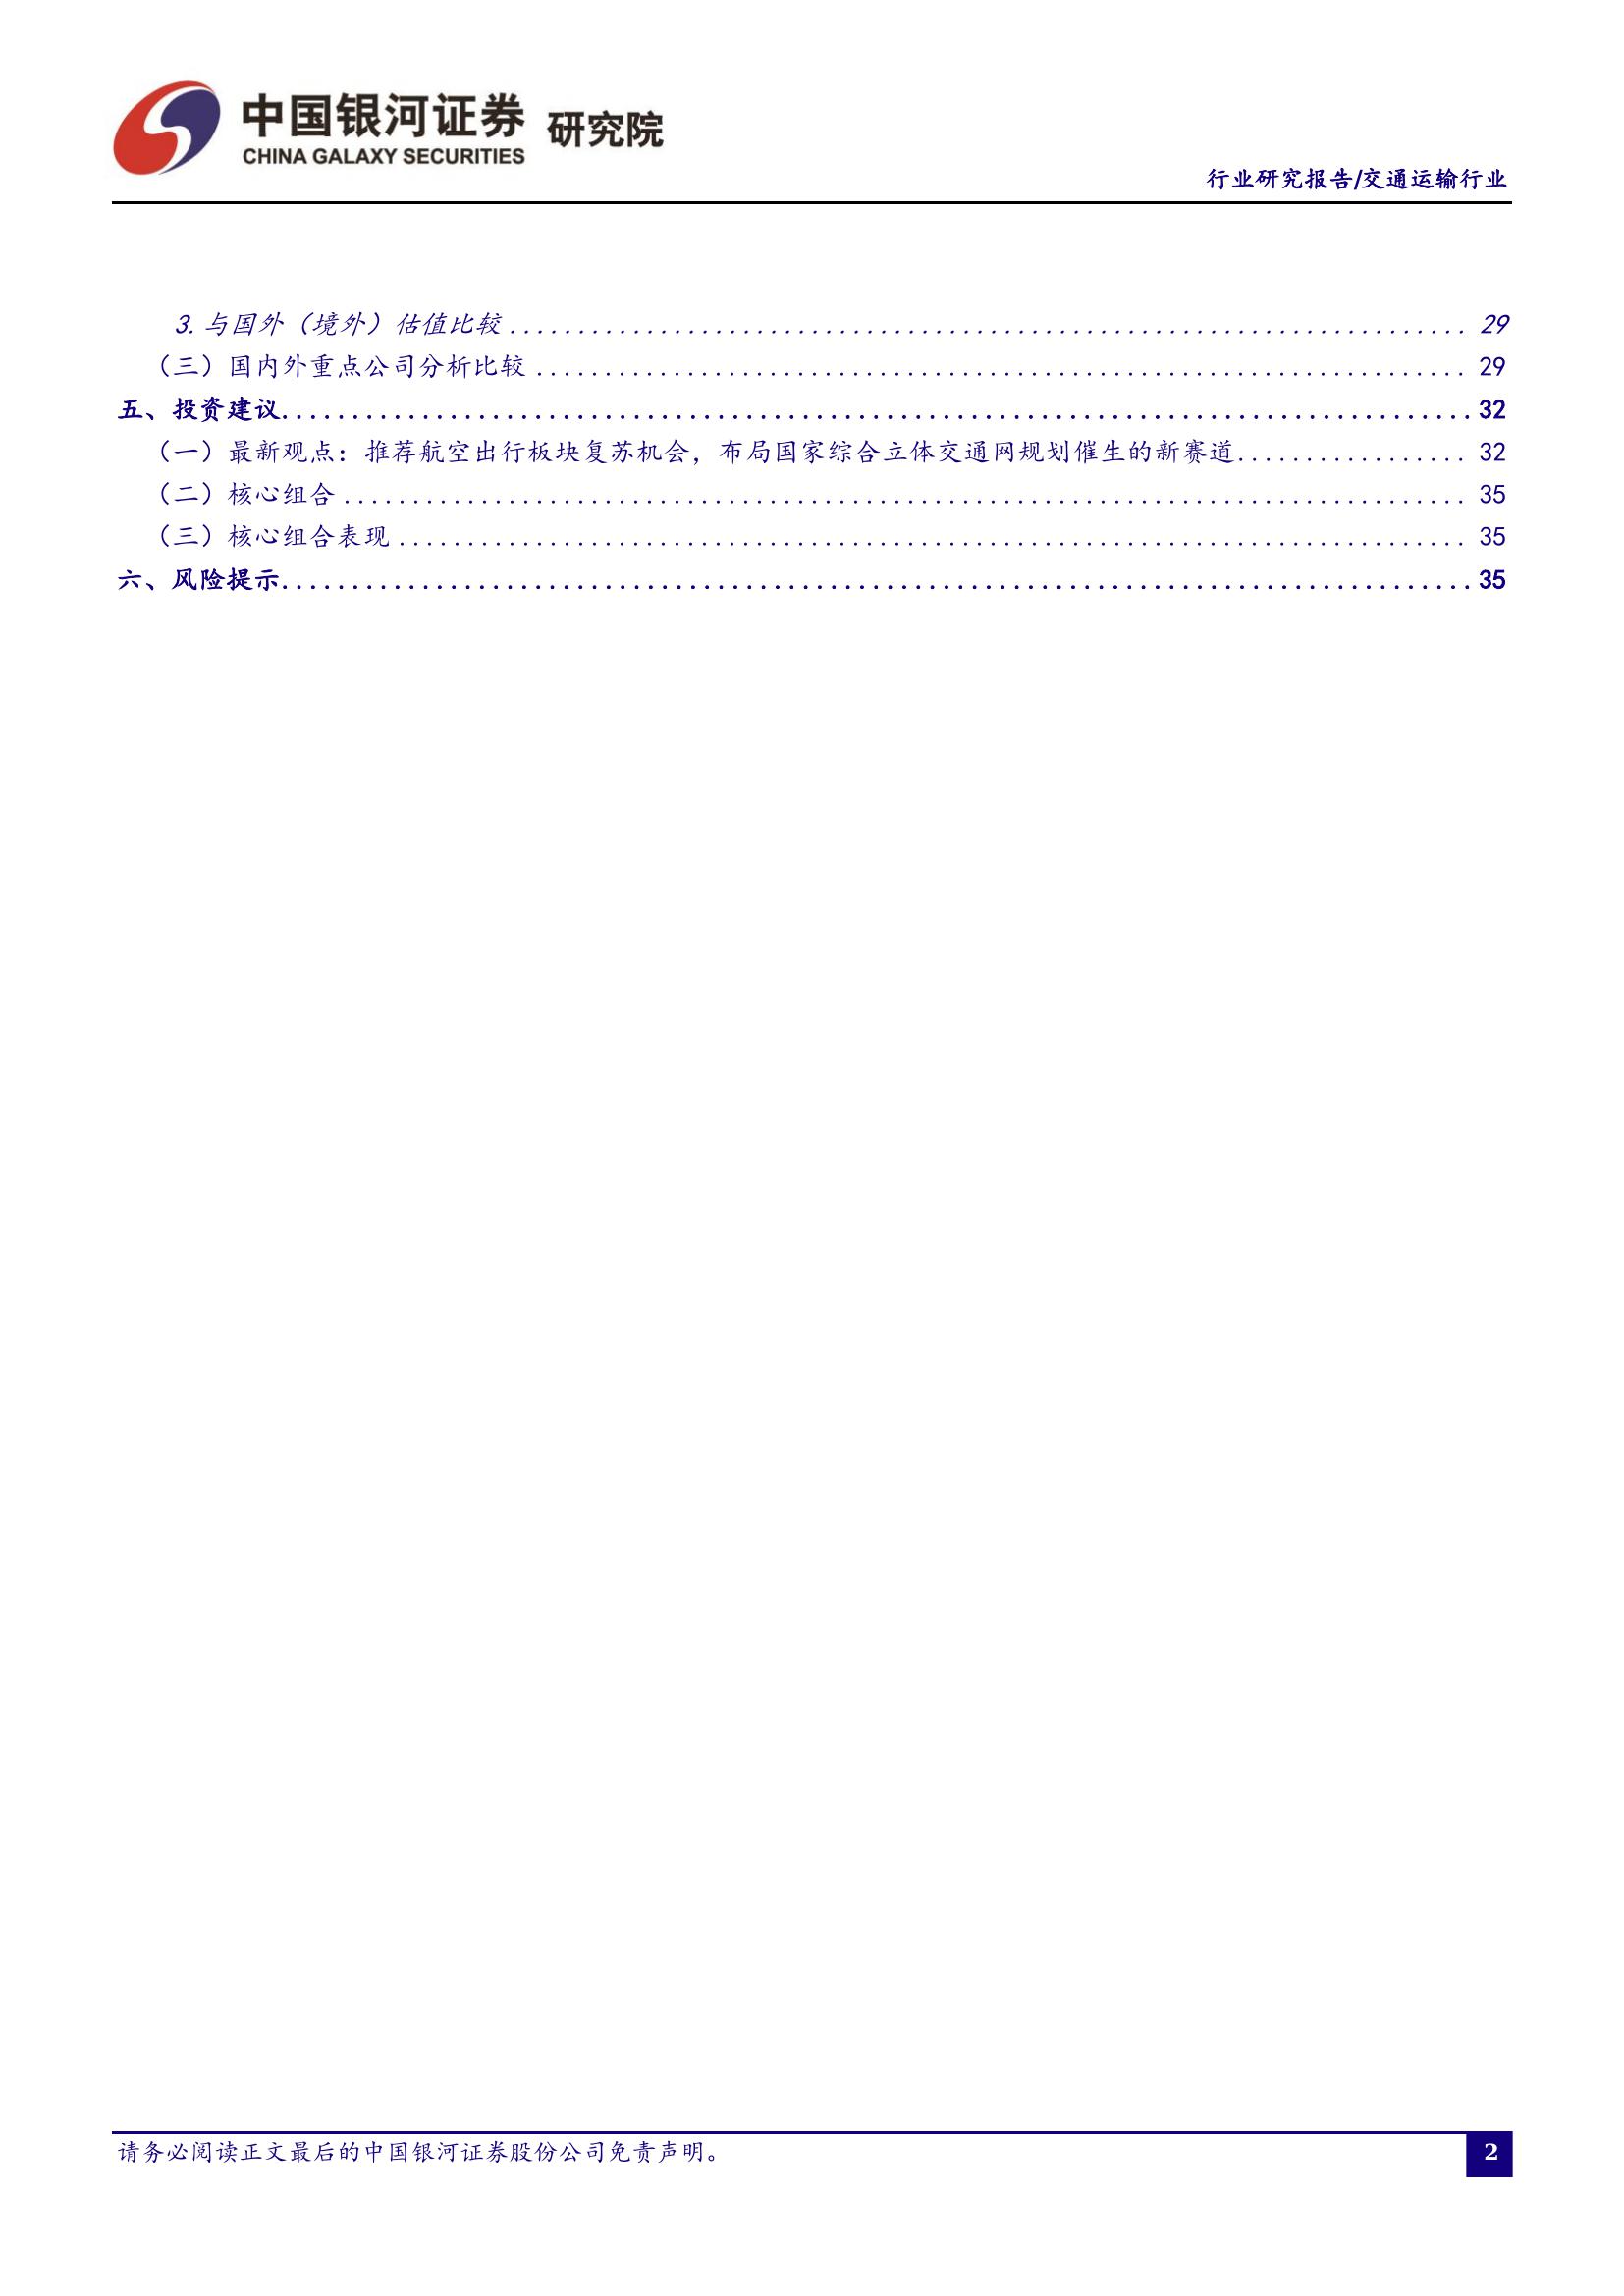 中国银河证券 研究院
CHINA GALAXY SECURITIES
行业研究报告/交通运输行业
3. 与国外（境外）估值比较 ........................................................................ 29
（三）国内外重点公司分析比较 ...................................................................... 29
五、投资建议..................................................................................... 32
（一）最新观点：推荐航空出行板块复苏机会，布局国家综合立体交通网规划催生的新赛道................. 32
（二）核心组合 .................................................................................. 35
（三）核心组合表现 .............................................................................. 35
六、风险提示..................................................................................... 35
请务必阅读正文最后的中国银河证券股份公司免责声明。
2